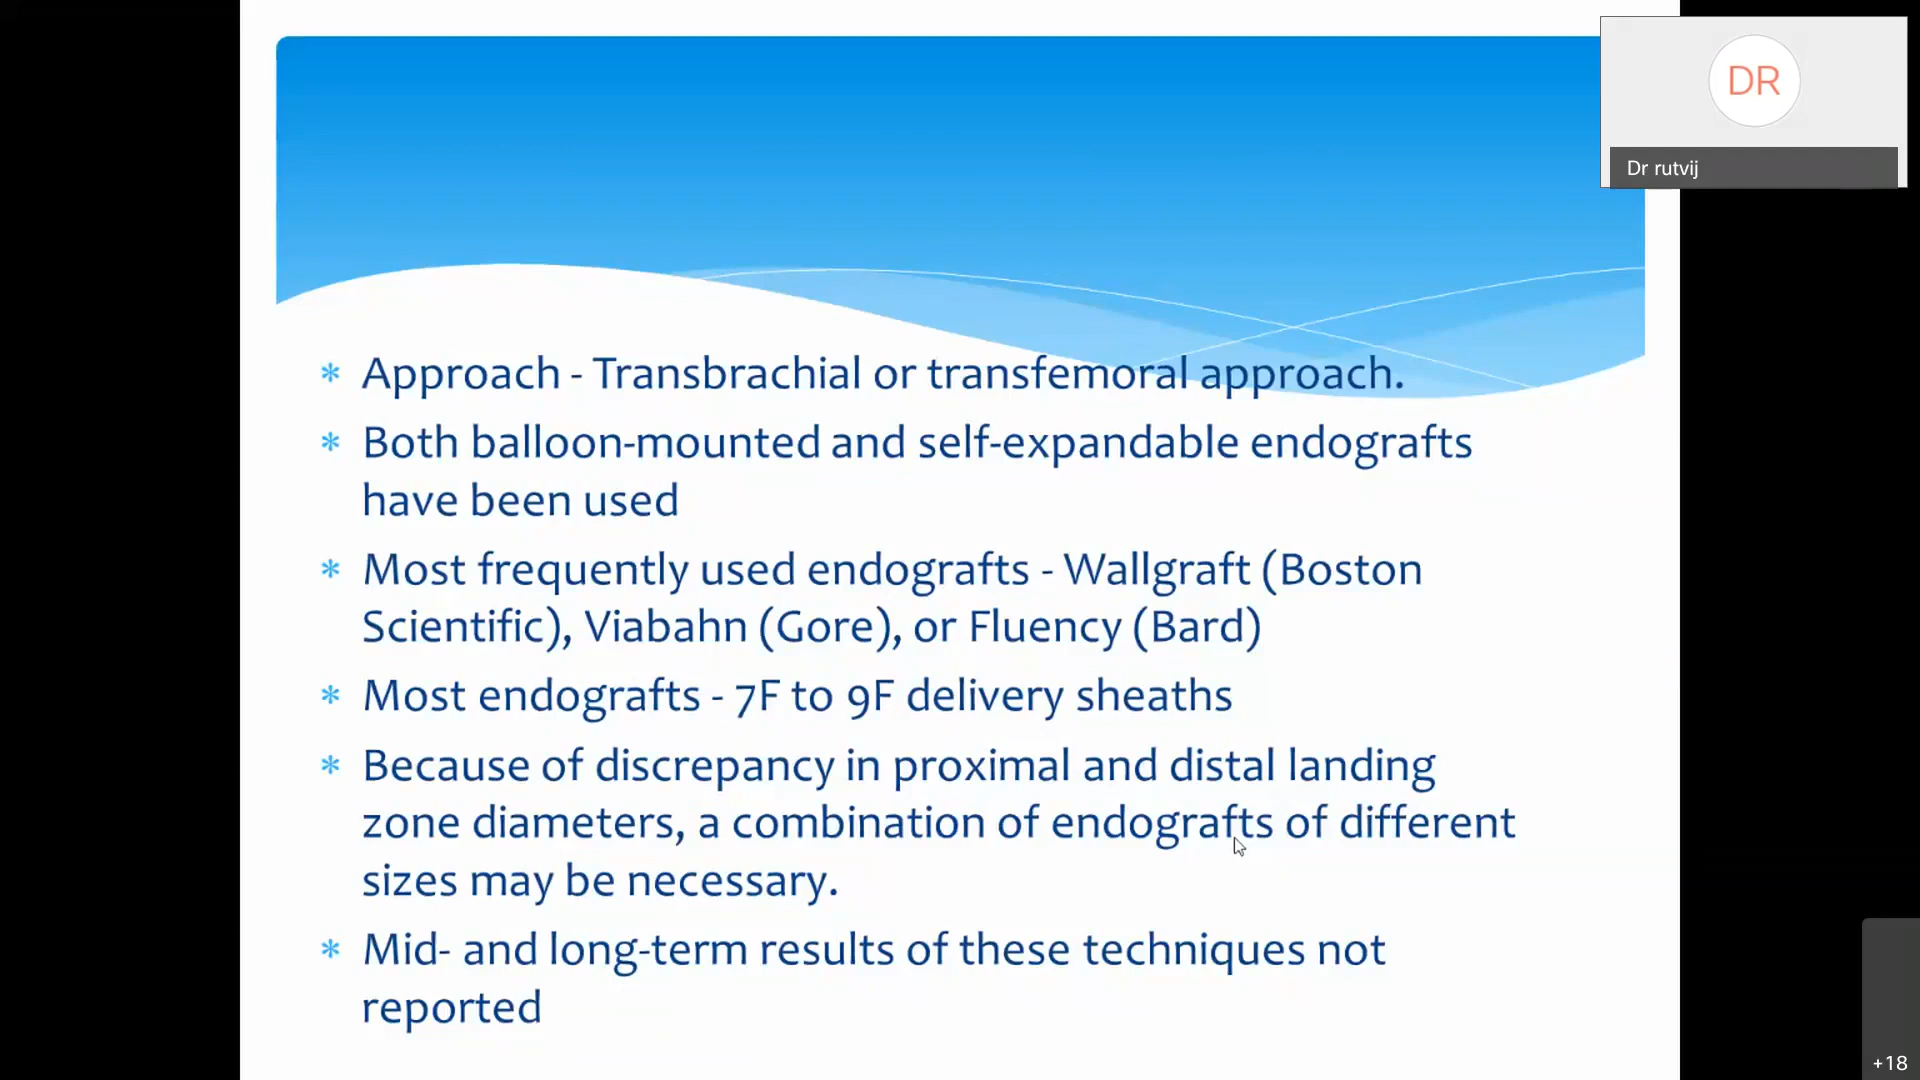 DR
Dr rutvij
* Approach - Transbrachial or transfemoral approach.
* Both balloon-mounted and self-expandable endografts
have been used
* Most frequently used endografts - Wallgraft (Boston
Scientific), Viabahn (Gore), or Fluency (Bard)
* Most endografts - 7F to 9F delivery sheaths
* Because of discrepancy in proximal and distal landing
zone diameters, a combination of endografts of different
sizes may be necessary.
* Mid- and long-term results of these techniques not
reported
+18